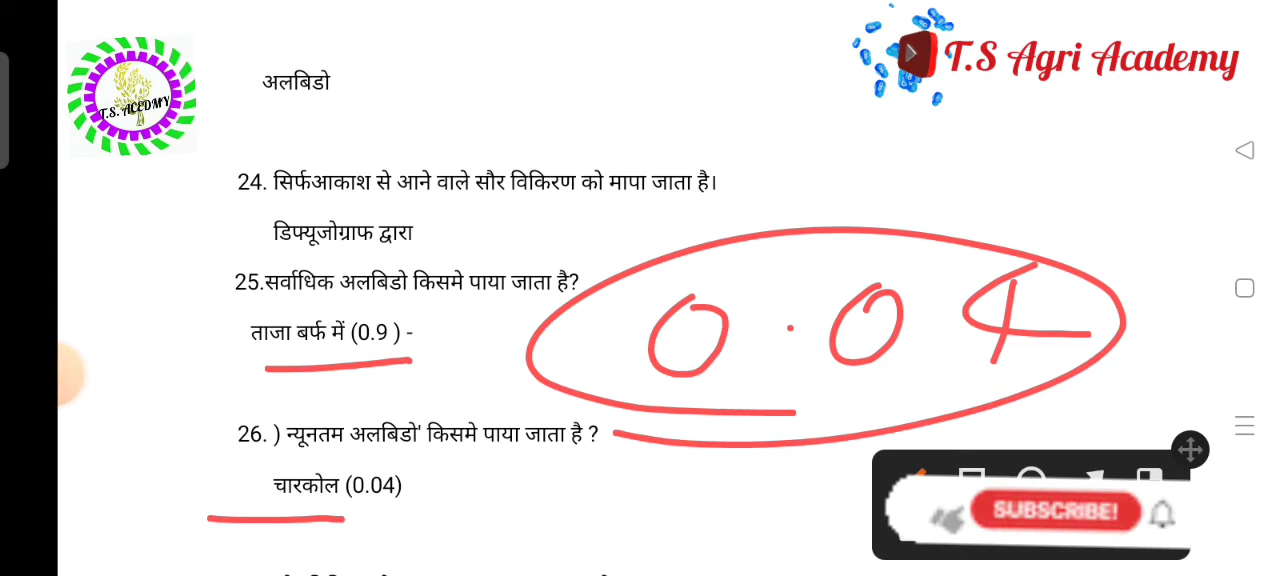 T.S. ACEDMY
T.S Agri Academy
अलबिडो
24. सिर्फआकाश से आने वाले सौर विकिरण को मापा जाता है।
डिफ्यूजोग्राफ द्वारा
25.सर्वाधिक अलबिडो किसमे पाया जाता है?
ताजा बर्फ में (0.9 ) -
0.04
26. ) न्यूनतम अलबिडो' किसमे पाया जाता है ?
चारकोल (0.04)
SUBSCRIBE!